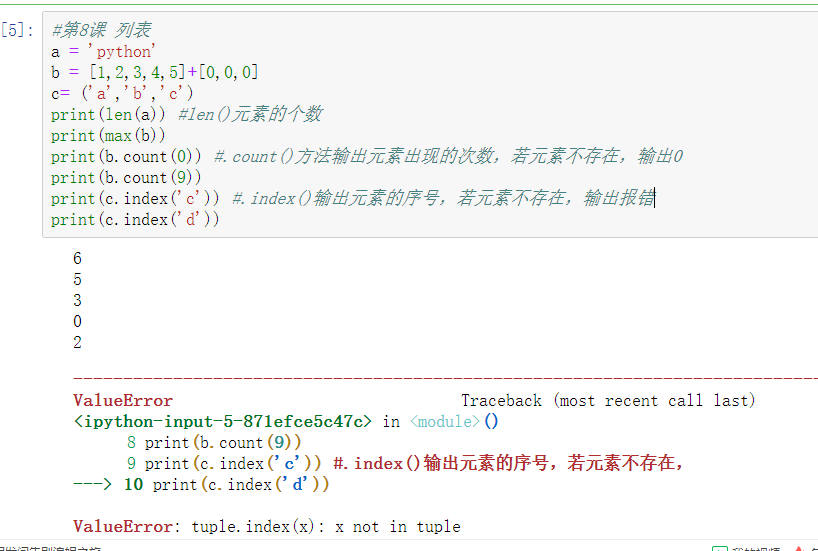 [5]:
#第8课 列表
a = 'python'
b = [1,2,3,4,5]+[0,0,0]
c= ('a','b','c')
print(len(a)) #len()元素的个数
print(max(b))
print(b.count(0)) #.count()方法输出元素出现的次数，若元素不存在，输出0
print(b.count(9))
print(c.index('c')) #.index()输出元素的序号，若元素不存在，输出报错
print(c.index('d'))
6
5
3
0
2
---------------------------------------------------------------------------
ValueError Traceback (most recent call last)
<ipython-input-5-871efce5c47c> in <module>()
8 print(b.count(9))
9 print(c.index('c')) #.index()输出元素的序号，若元素不存在，
---> 10 print(c.index('d'))
ValueError: tuple.index(x): x not in tuple